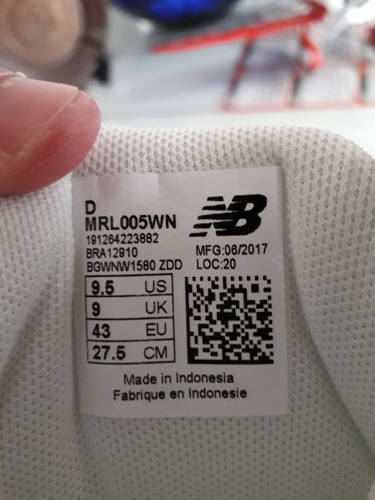 D
MRL005WN
191264223882
BRA12910
BGWNW1580 ZDD
NB
MFG:06/2017
LOC:20
9.5 US
9 UK
43 EU
27.5 CM
Made in Indonesia
Fabrique en Indonesie